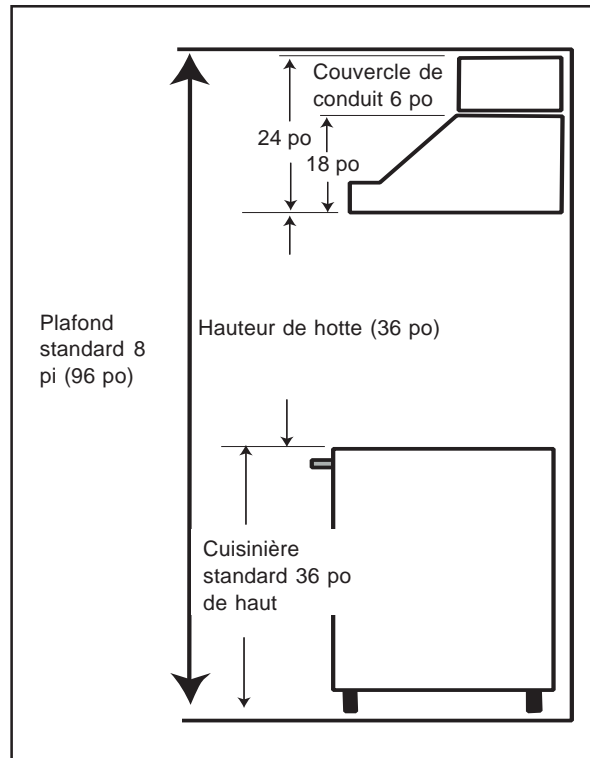 Couvercle de
conduit 6 po
24 po
18 po
Plafond
standard 8
pi (96 po)
Hauteur de hotte (36 po)
Cuisinière
standard 36 po
de haut